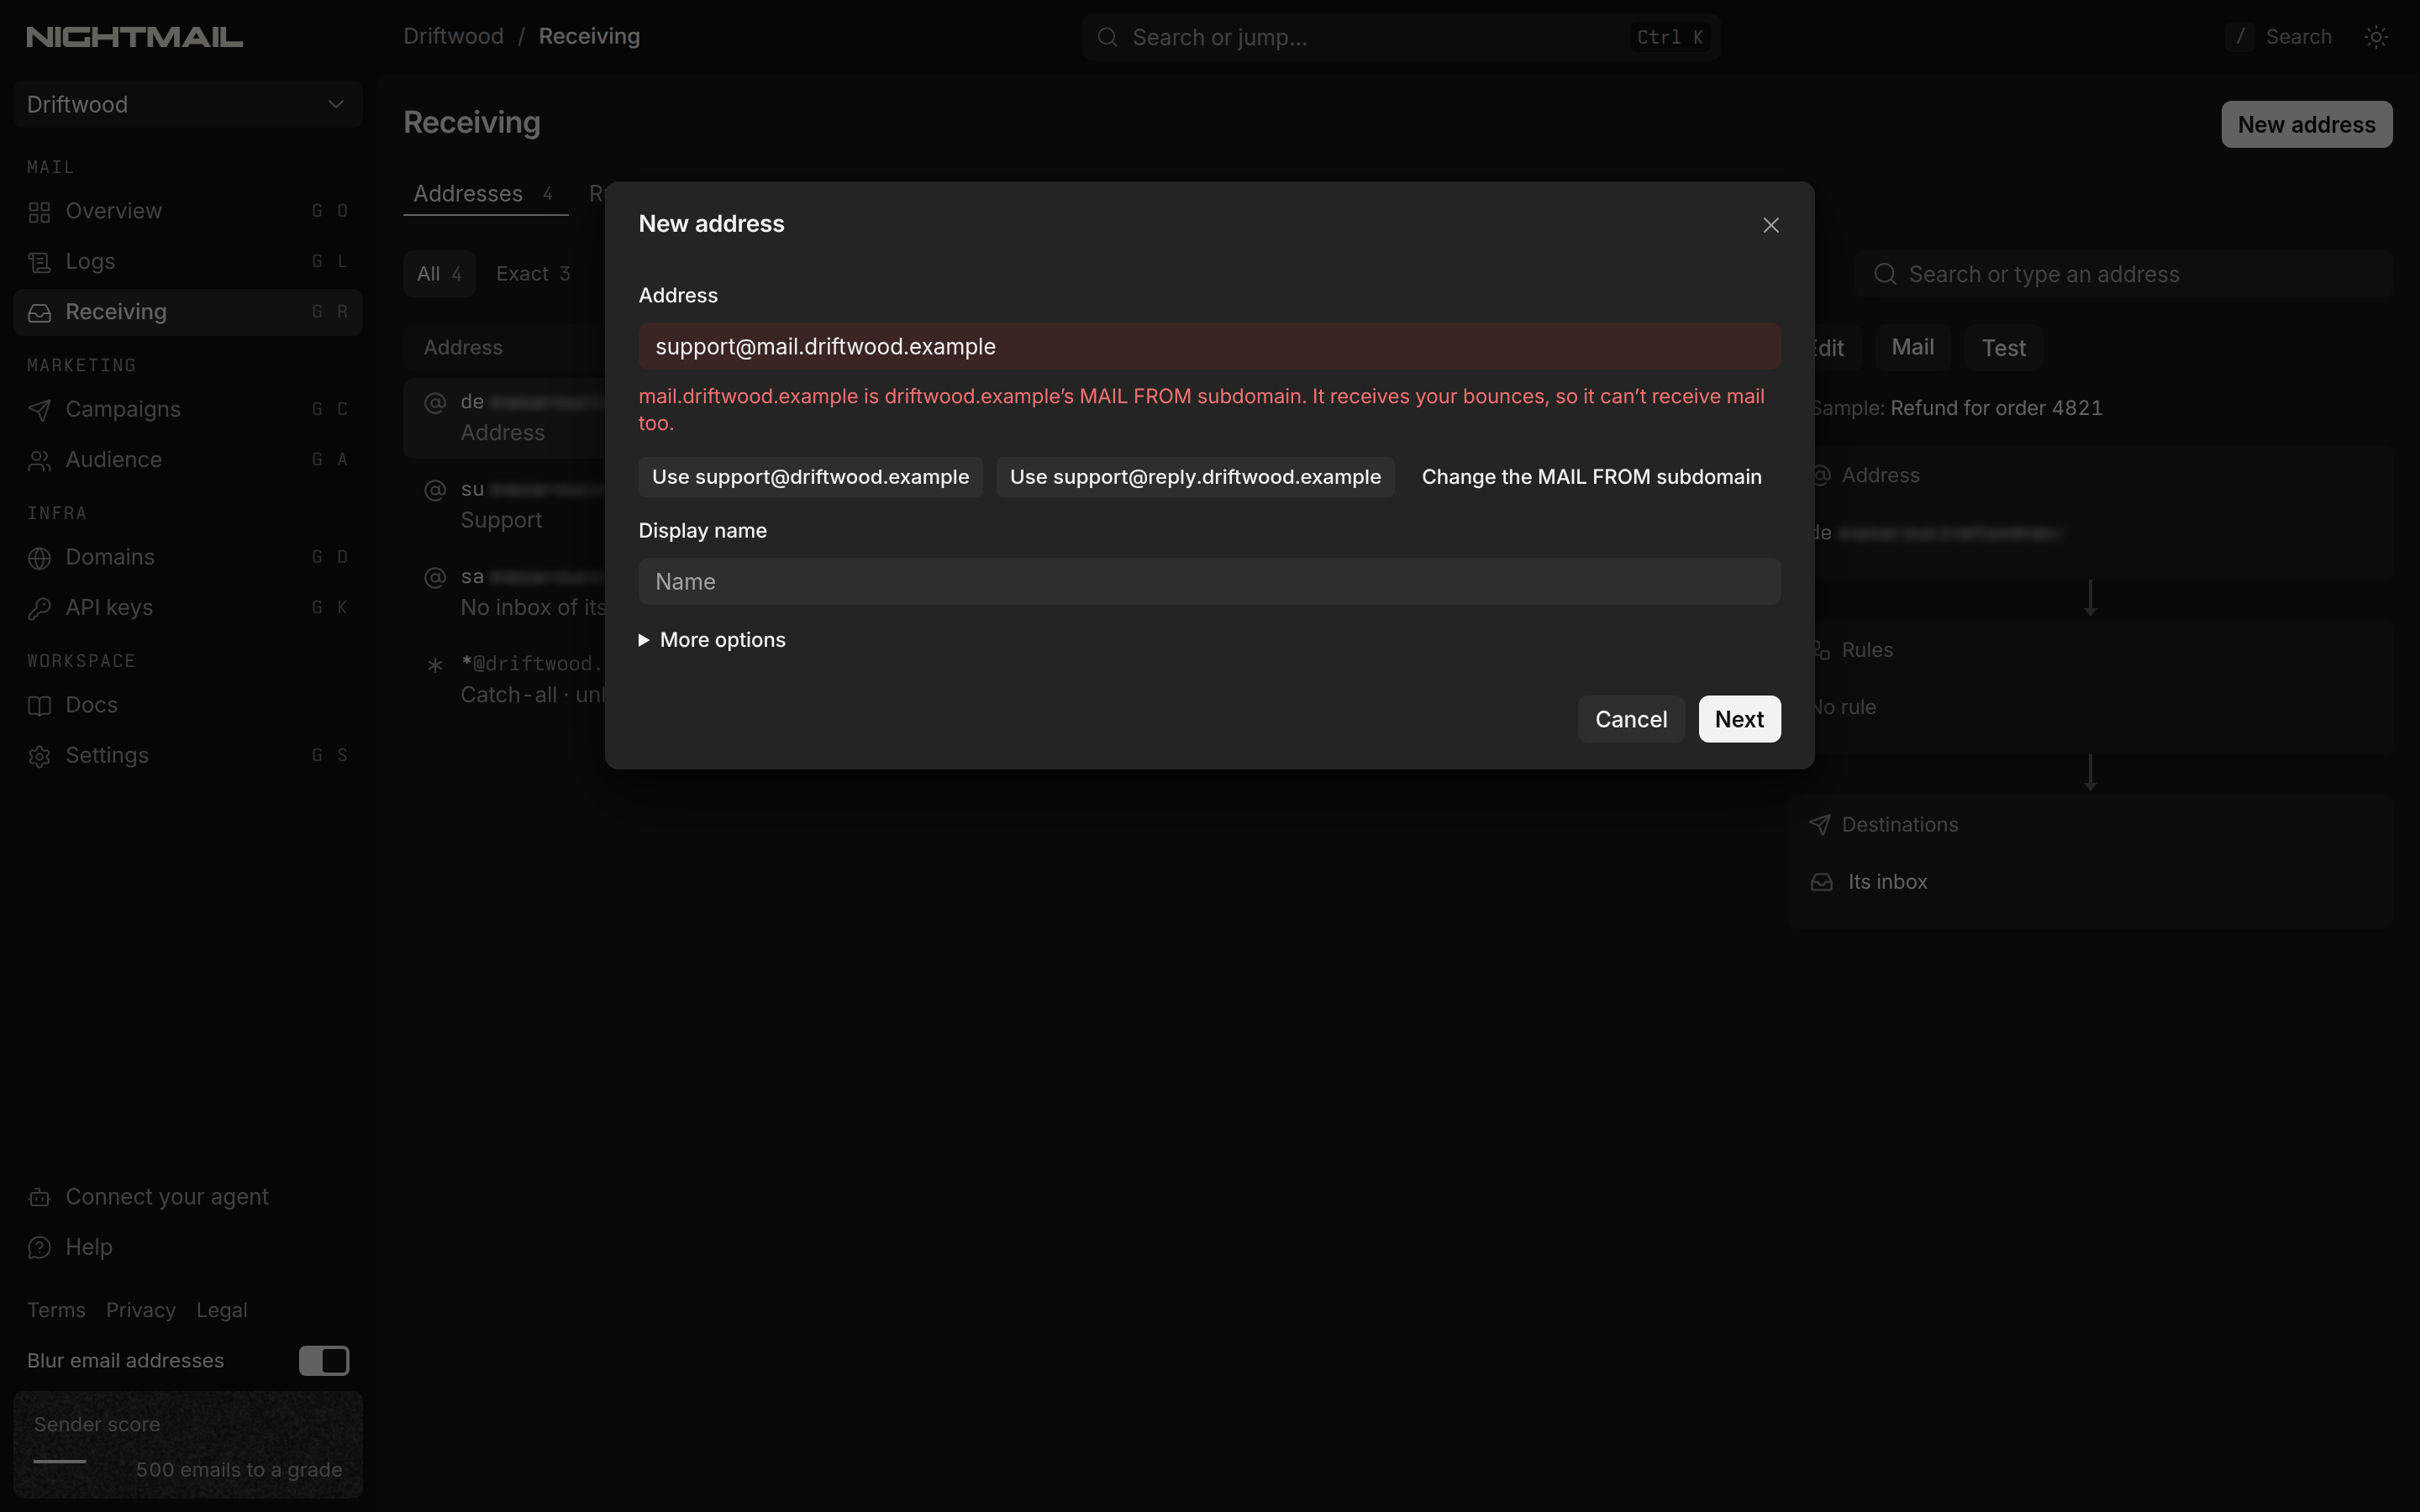 NIGHTMAIL
Driftwood / Receiving
Search or jump... Ctrl K
/ Search
Driftwood
MAIL
Overview G O
Logs G L
Receiving G R
MARKETING
Campaigns G C
Audience G A
INFRA
Domains G D
API keys G K
WORKSPACE
Docs
Settings G S
Connect your agent
Help
Terms Privacy Legal
Blur email addresses
Sender score
500 emails to a grade
Receiving
New address
Addresses 4
All 4 Exact 3
Search or type an address
Address
de
Address
su
Support
sa
No inbox of its
*@driftwood.
Catch-all ·
New address
Address
support@mail.driftwood.example
mail.driftwood.example is driftwood.example’s MAIL FROM subdomain. It receives your bounces, so it can’t receive mail
too.
Use support@driftwood.example Use support@reply.driftwood.example Change the MAIL FROM subdomain
Display name
Name
More options
Cancel Next
Edit Mail Test
Sample: Refund for order 4821
Address
de
Rules
No rule
Destinations
Its inbox